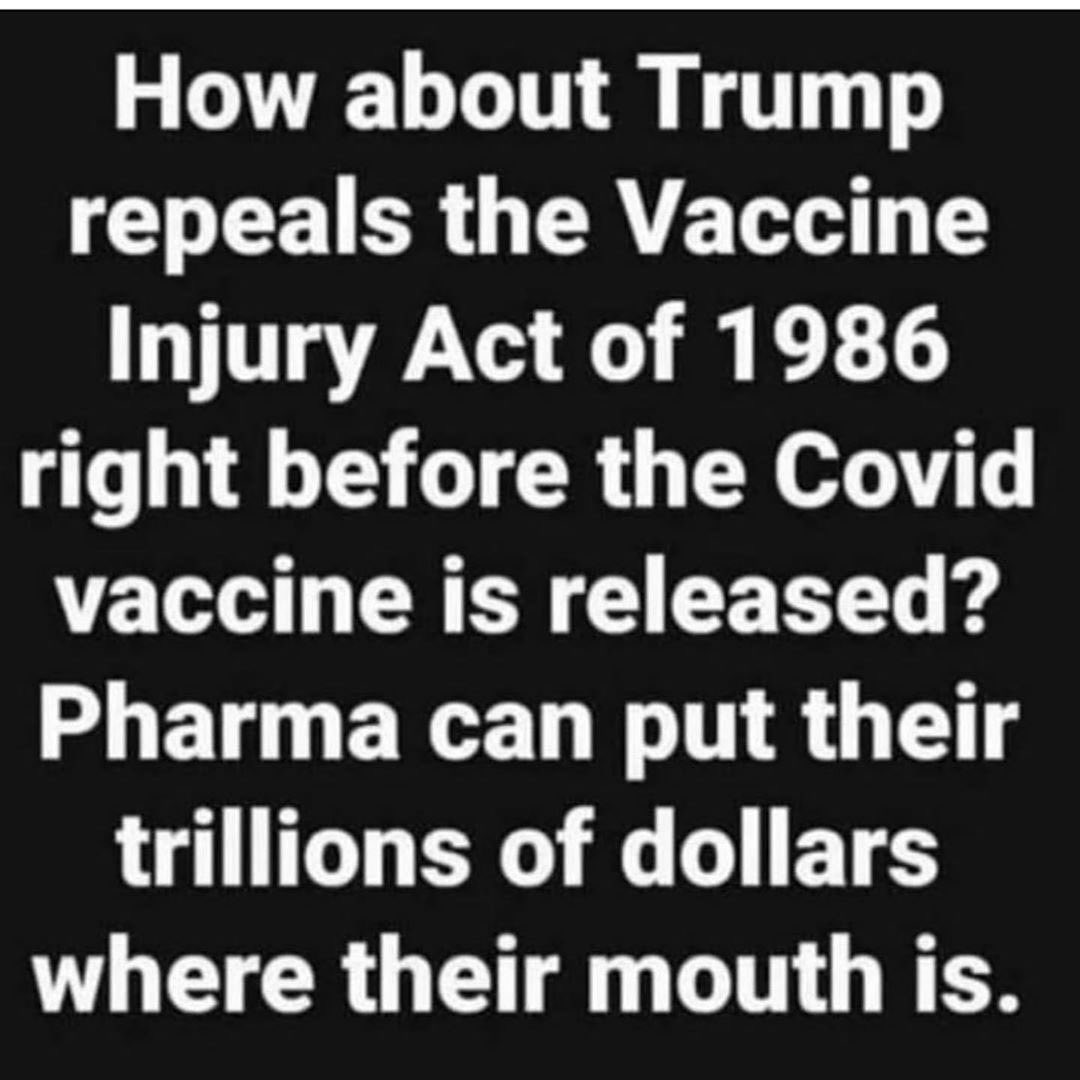 How about Trump
repeals the Vaccine
Injury Act of 1986
right before the Covid
vaccine is released?
Pharma can put their
trillions of dollars
where their mouth is.